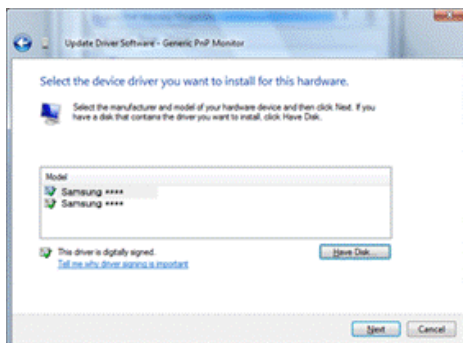 Update Driver Software - Generic PnP Monitor
Select the device driver you want to install for this hardware.
Select the manufacturer and model of your hardware device and then click Next. If you
have a disk that contains the driver you want to install, click Have Disk.
Model
Samsung ****
Samsung ****
This driver is digitally signed.
Have Disk...
Tell me why driver signing is important
Next
Cancel